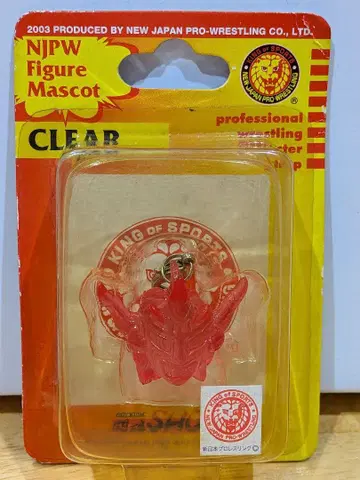 2003 PRODUCED BY NEW JAPAN PRO-WRESTLING CO., LTD.
NJPW
Figure
Mascot
KING OF SPORTS
NEW JAPAN PRO-WRESTLING
CLEAR
professional
wrestling
KING OF SPORTS
KING OF SPORTS
NEW JAPAN PRO-WRESTLING
新日本プロレスリング©